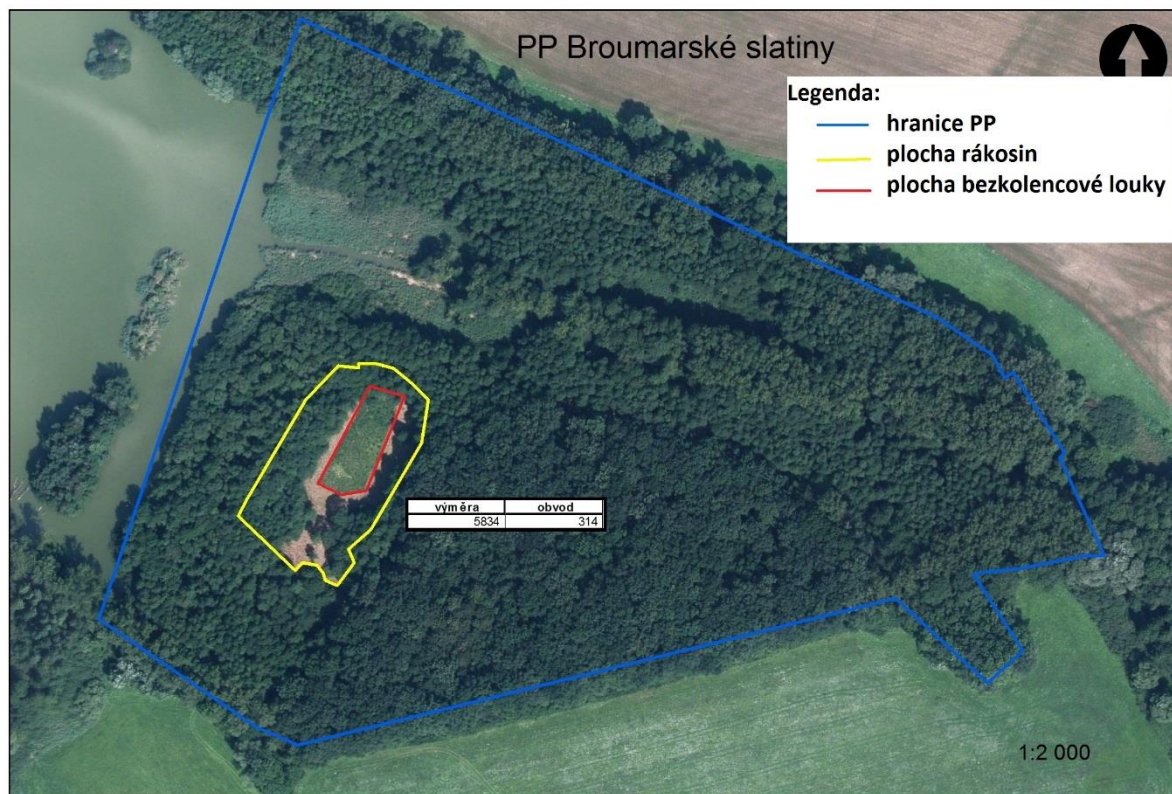 PP Broumarské slatiny
Legenda:
hranice PP
plocha rákosin
plocha bezkolencové louky
výměra obvod
5834 314
1:2 000